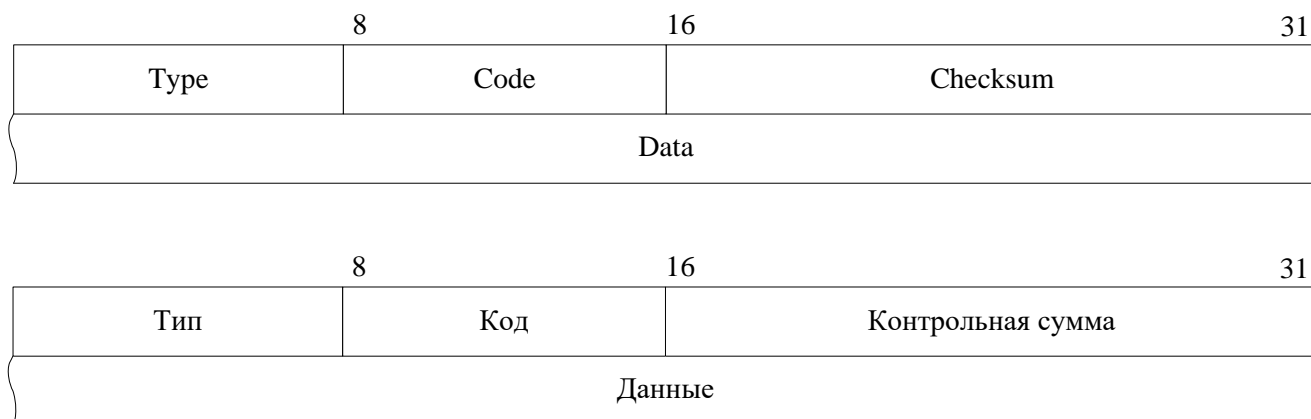 8 16 31
Type Code Checksum
Data
8 16 31
Тип Код Контрольная сумма
Данные